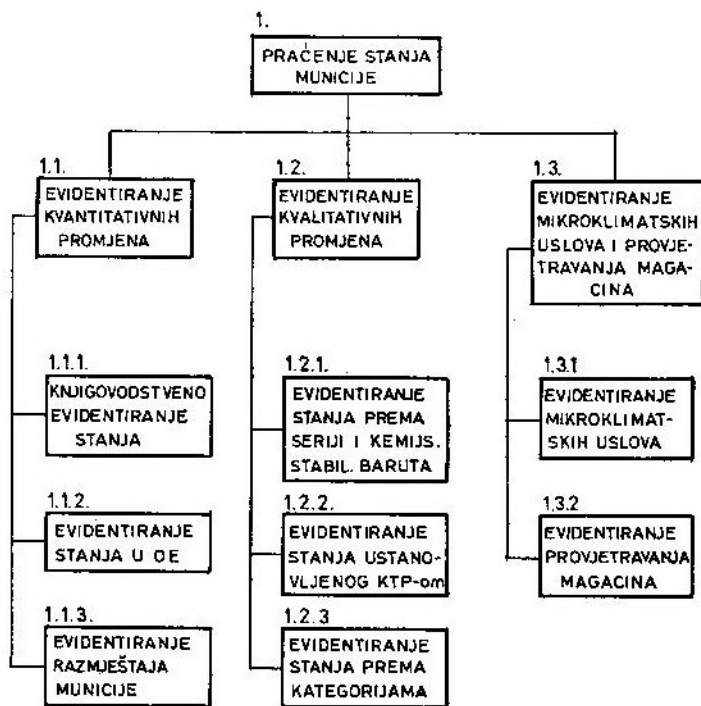 1.
PRAĆENJE STANJA
MUNICIJE
1.1.
EVIDENTIRANJE
KVANTITATIVNIH
PROMJENA
1.1.1.
KNJIGOVODSTVENO
EVIDENTIRANJE
STANJA
1.1.2.
EVIDENTIRANJE
STANJA U OE
1.1.3.
EVIDENTIRANJE
RAZMJEŠTAJA
MUNICIJE
1.2.
EVIDENTIRANJE
KVALITATIVNIH
PROMJENA
1.2.1.
EVIDENTIRANJE
STANJA PREMA
SERIJI I KEMIJS.
STABIL. BARUTA
1.2.2.
EVIDENTIRANJE
STANJA USTANO-
VLJENOG KTP-om
1.2.3
EVIDENTIRANJE
STANJA PREMA
KATEGORIJAMA
1.3.
EVIDENTIRANJE
MIKROKLIMATSKIH
USLOVA I PROVJE-
TRAVANJA MAGA-
CINA
1.3.1
EVIDENTIRANJE
MIKROKLIMAT-
SKIH USLOVA
1.3.2
EVIDENTIRANJE
PROVJETRAVANJA
MAGACINA